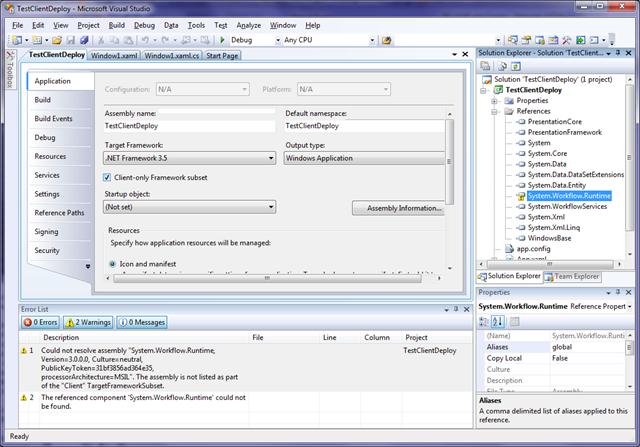 TestClientDeploy - Microsoft Visual Studio
File Edit View Project Build Debug Data Tools Test Analyze Window Help
Debug Any CPU
Toolbox
TestClientDeploy Window1.xaml Window1.xaml.cs Start Page
Application
Build
Build Events
Debug
Resources
Services
Settings
Reference Paths
Signing
Security
Configuration: N/A Platform: N/A
Assembly name: Default namespace:
TestClientDeploy TestClientDeploy
Target Framework: Output type:
.NET Framework 3.5 Windows Application
Client-only Framework subset
Startup object:
(Not set) Assembly Information...
Resources
Specify how application resources will be managed:
Icon and manifest
Solution Explorer - Solution 'TestClient...
Solution 'TestClientDeploy' (1 project)
TestClientDeploy
Properties
References
PresentationCore
PresentationFramework
System
System.Core
System.Data
System.Data.DataSetExtensions
System.Data.Entity
System.Workflow.Runtime
System.WorkflowServices
System.Xml
System.Xml.Linq
WindowsBase
app.config
App.xaml
Solution Explorer Team Explorer
Error List
0 Errors 2 Warnings 0 Messages
Description File Line Column Project
1 Could not resolve assembly "System.Workflow.Runtime, TestClientDeploy
Version=3.0.0.0, Culture=neutral,
PublicKeyToken=31bf3856ad364e35,
processorArchitecture=MSIL". The assembly is not listed as
part of the "Client" TargetFrameworkSubset.
2 The referenced component 'System.Workflow.Runtime' could not
be found.
Properties
System.Workflow.Runtime Reference Propert
(Name) System.Workflow.Runtime
Aliases global
Copy Local False
Culture
Description
File Type Assembly
Aliases
A comma delimited list of aliases applied to this
reference.
Ready